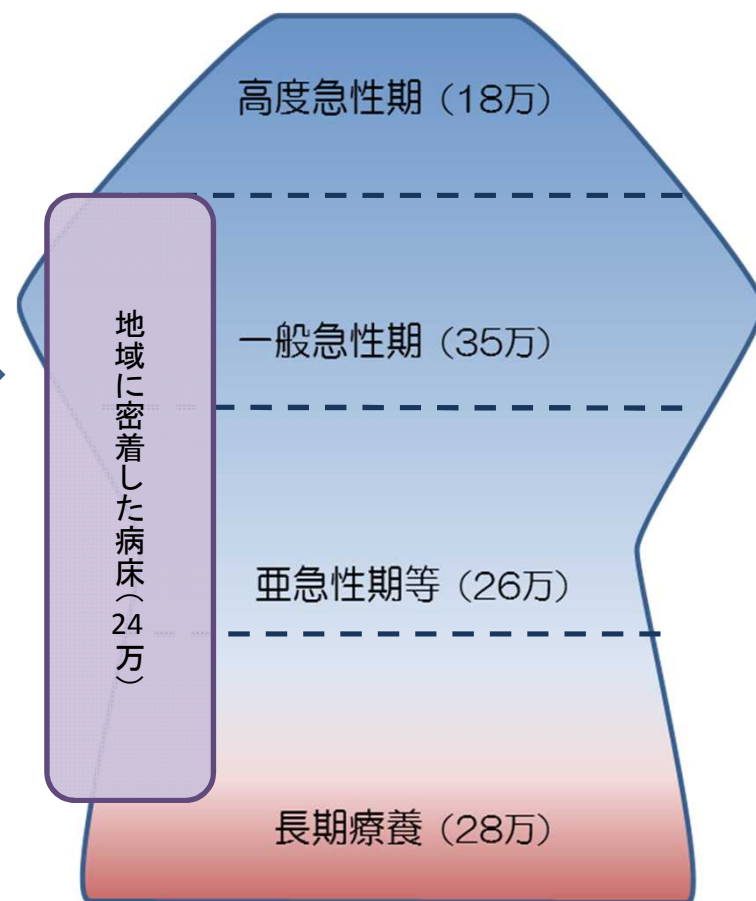 高度急性期（18万）
地域に密着した病床（24万）
一般急性期（35万）
亜急性期等（26万）
長期療養（28万）